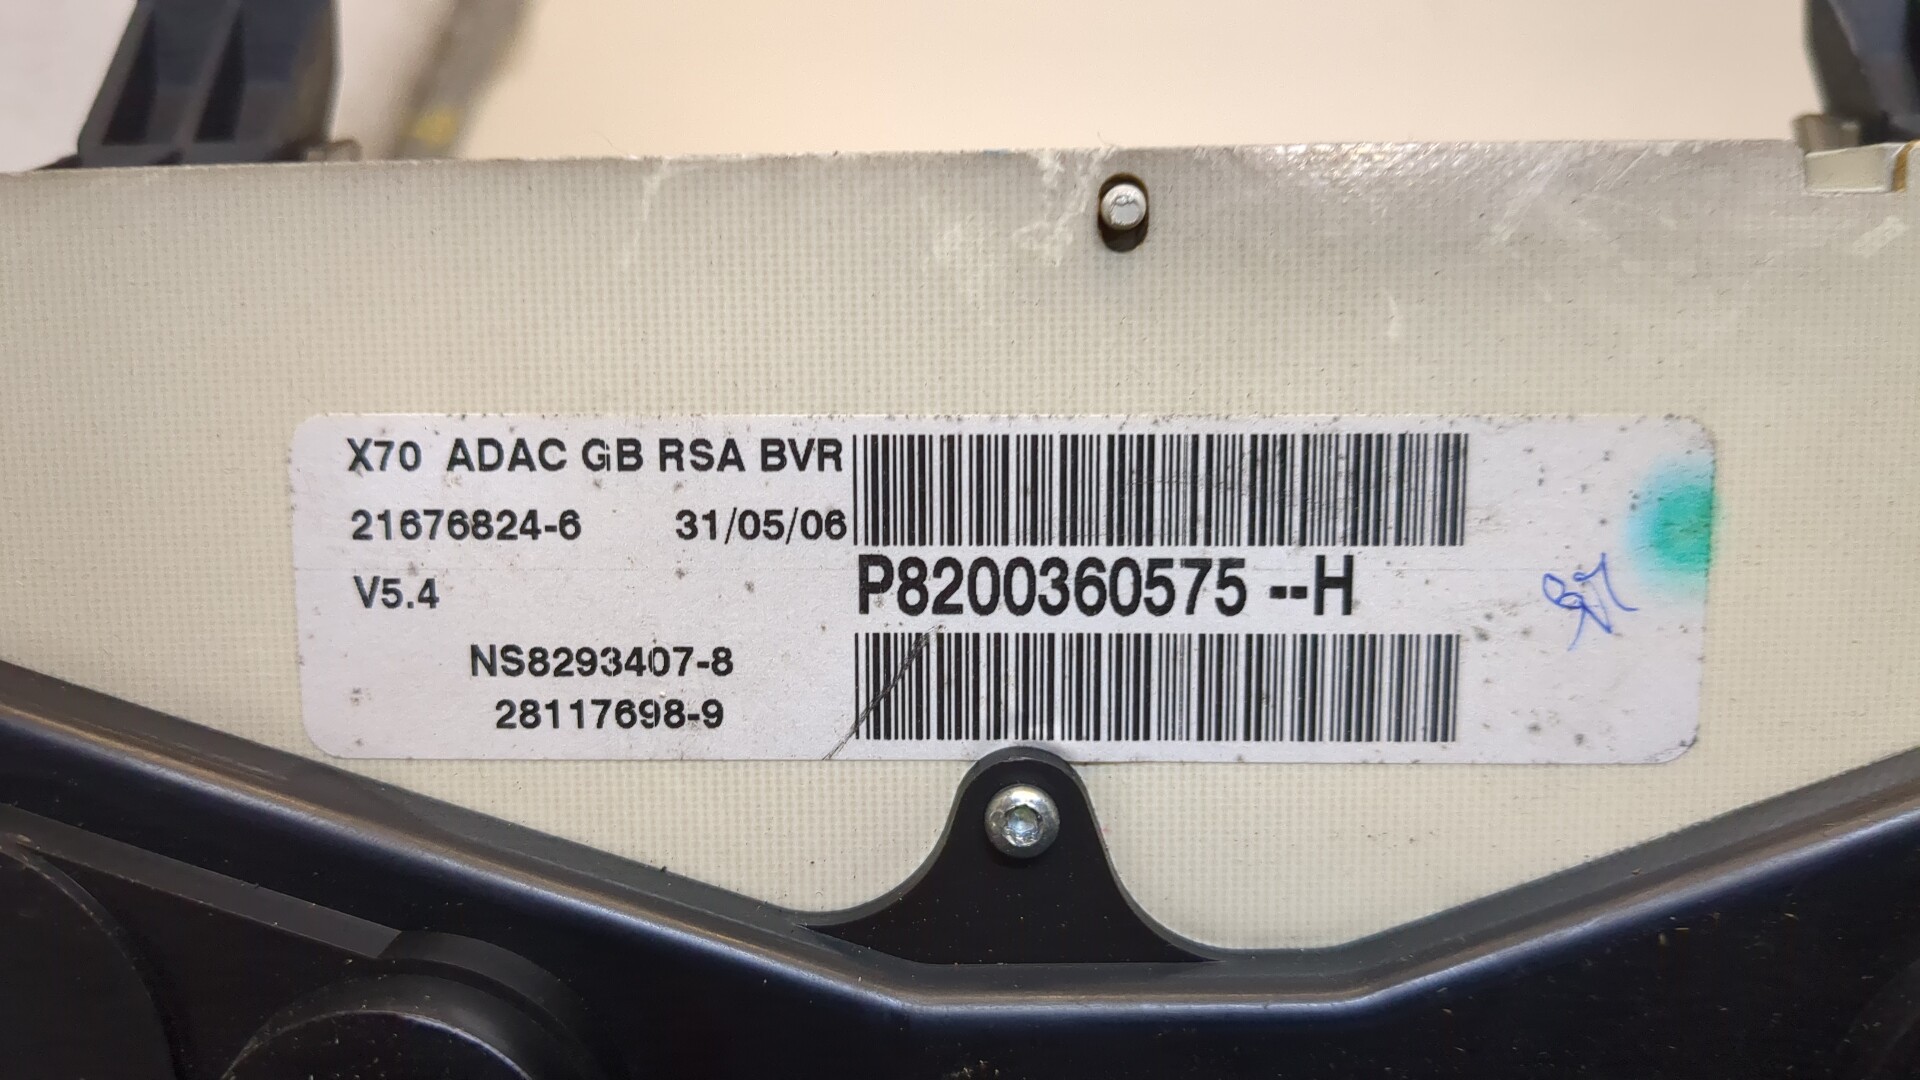 X70 ADAC GB RSA BVR
21676824-6 31/05/06
V5.4
P8200360575 --H
NS8293407-8
28117698-9